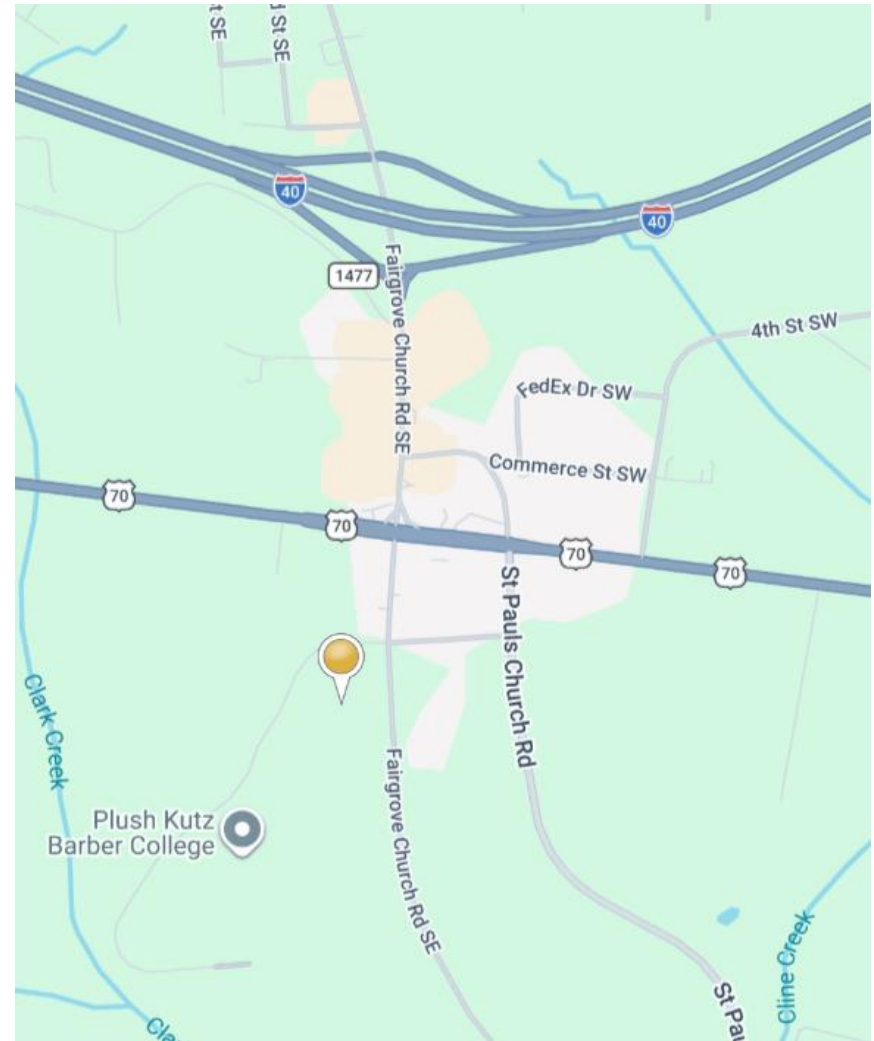 t St SE
d St SE
40
40
1477
Fairgrove Church Rd SE
4th St SW
FedEx Dr SW
Commerce St SW
70
70
70
70
St Pauls Church Rd
Clark Creek
Fairgrove Church Rd SE
Plush Kutz
Barber College
Cline Creek
St Pau
Cla